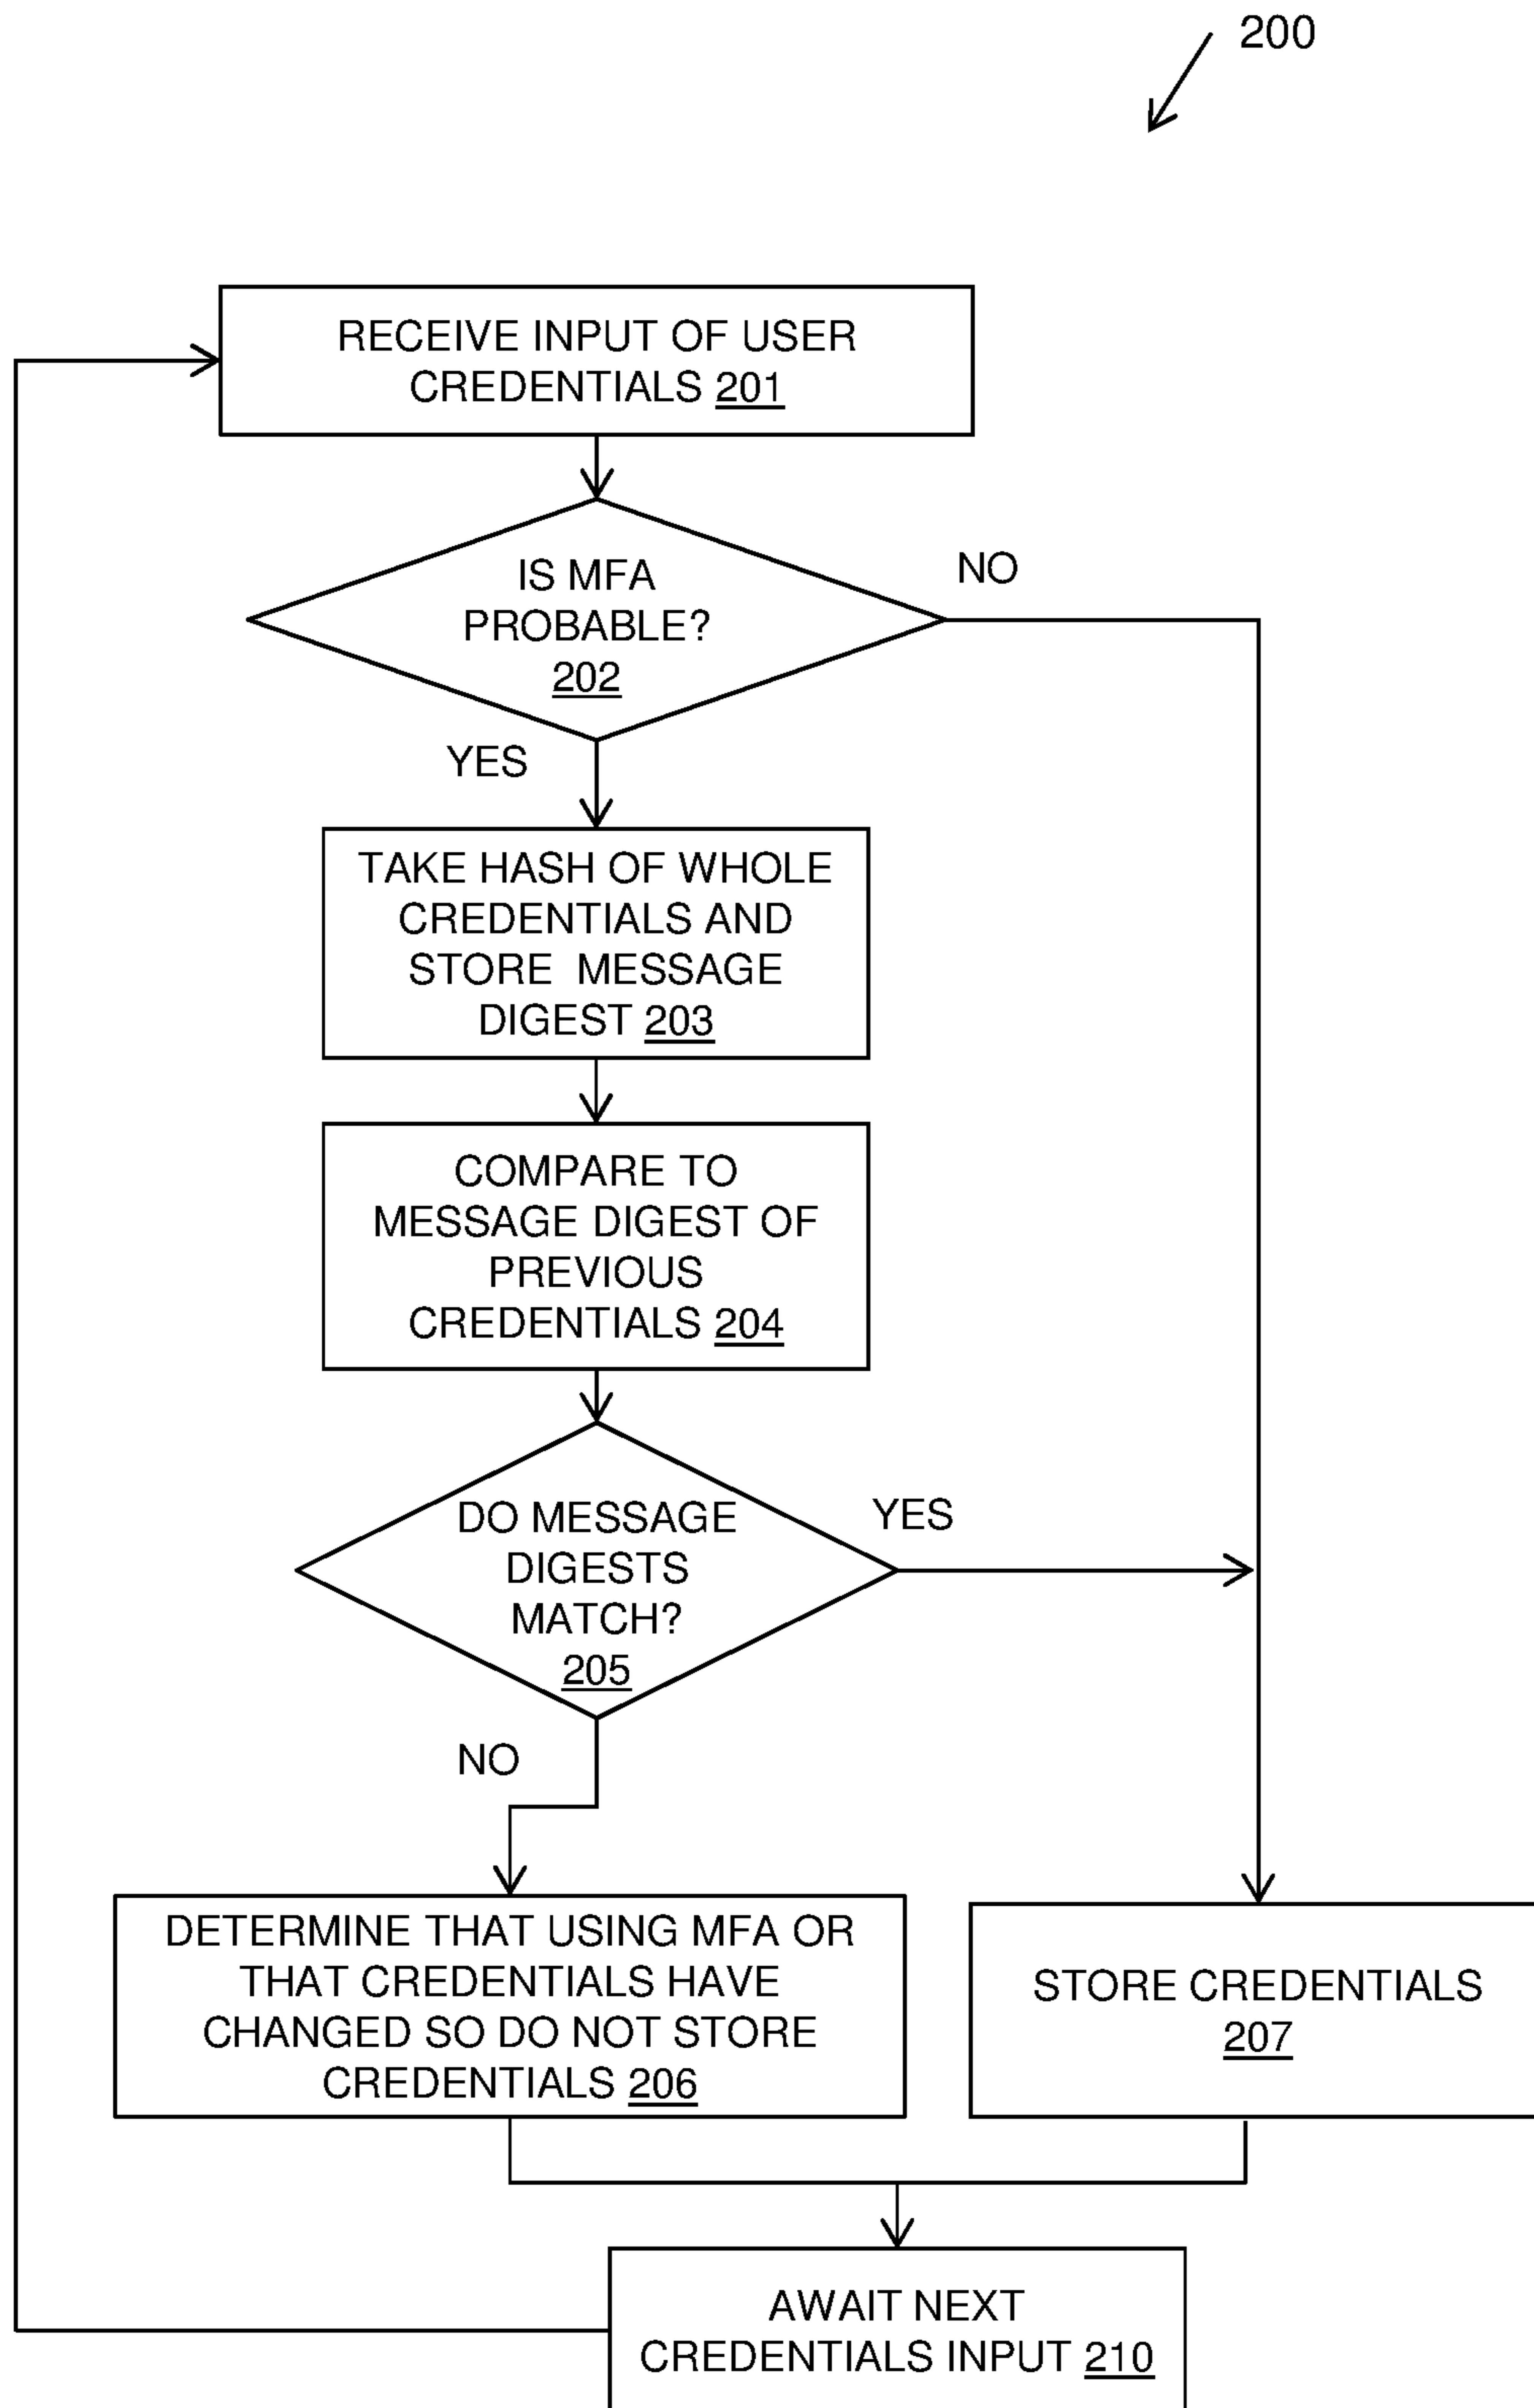 200
RECEIVE INPUT OF USER
CREDENTIALS 201
IS MFA
PROBABLE?
202
NO
YES
TAKE HASH OF WHOLE
CREDENTIALS AND
STORE MESSAGE
DIGEST 203
COMPARE TO
MESSAGE DIGEST OF
PREVIOUS
CREDENTIALS 204
DO MESSAGE
DIGESTS
MATCH?
205
YES
NO
DETERMINE THAT USING MFA OR
THAT CREDENTIALS HAVE
CHANGED SO DO NOT STORE
CREDENTIALS 206
STORE CREDENTIALS
207
AWAIT NEXT
CREDENTIALS INPUT 210